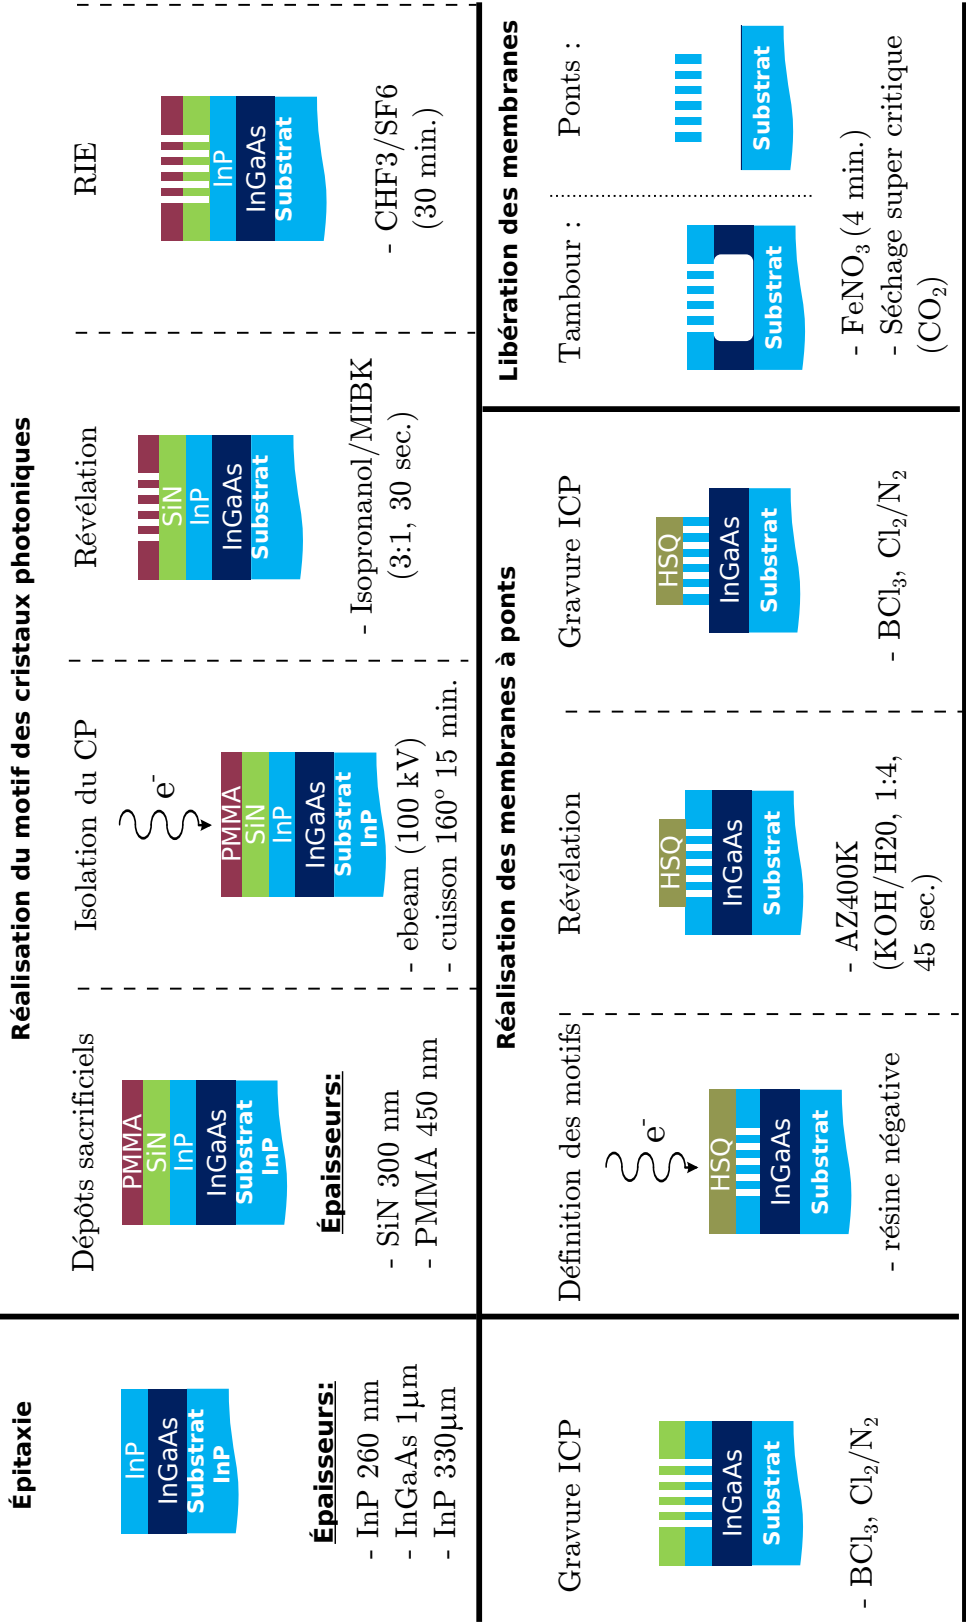 Épitaxie
InP
InGaAs
Substrat
InP
Épaisseurs:
- InP 260 nm
- InGaAs 1µm
- InP 330µm
Réalisation du motif des cristaux photoniques
Dépôts sacrificiels
PMMA
SiN
InP
InGaAs
Substrat
InP
Épaisseurs:
- SiN 300 nm
- PMMA 450 nm
Isolation du CP
e-
PMMA
SiN
InP
InGaAs
Substrat
InP
- ebeam (100 kV)
- cuisson 160° 15 min.
Révélation
SiN
InP
InGaAs
Substrat
- Isopronanol/MIBK
(3:1, 30 sec.)
RIE
InP
InGaAs
Substrat
- CHF3/SF6
(30 min.)
Gravure ICP
InGaAs
Substrat
- BCl3, Cl2/N2
Réalisation des membranes à ponts
Définition des motifs
e-
HSQ
InGaAs
Substrat
- résine négative
Révélation
HSQ
InGaAs
Substrat
- AZ400K
(KOH/H20, 1:4,
45 sec.)
Gravure ICP
HSQ
InGaAs
Substrat
- BCl3, Cl2/N2
Libération des membranes
Tambour :
Substrat
Ponts :
Substrat
- FeNO3 (4 min.)
- Séchage super critique
(CO2)